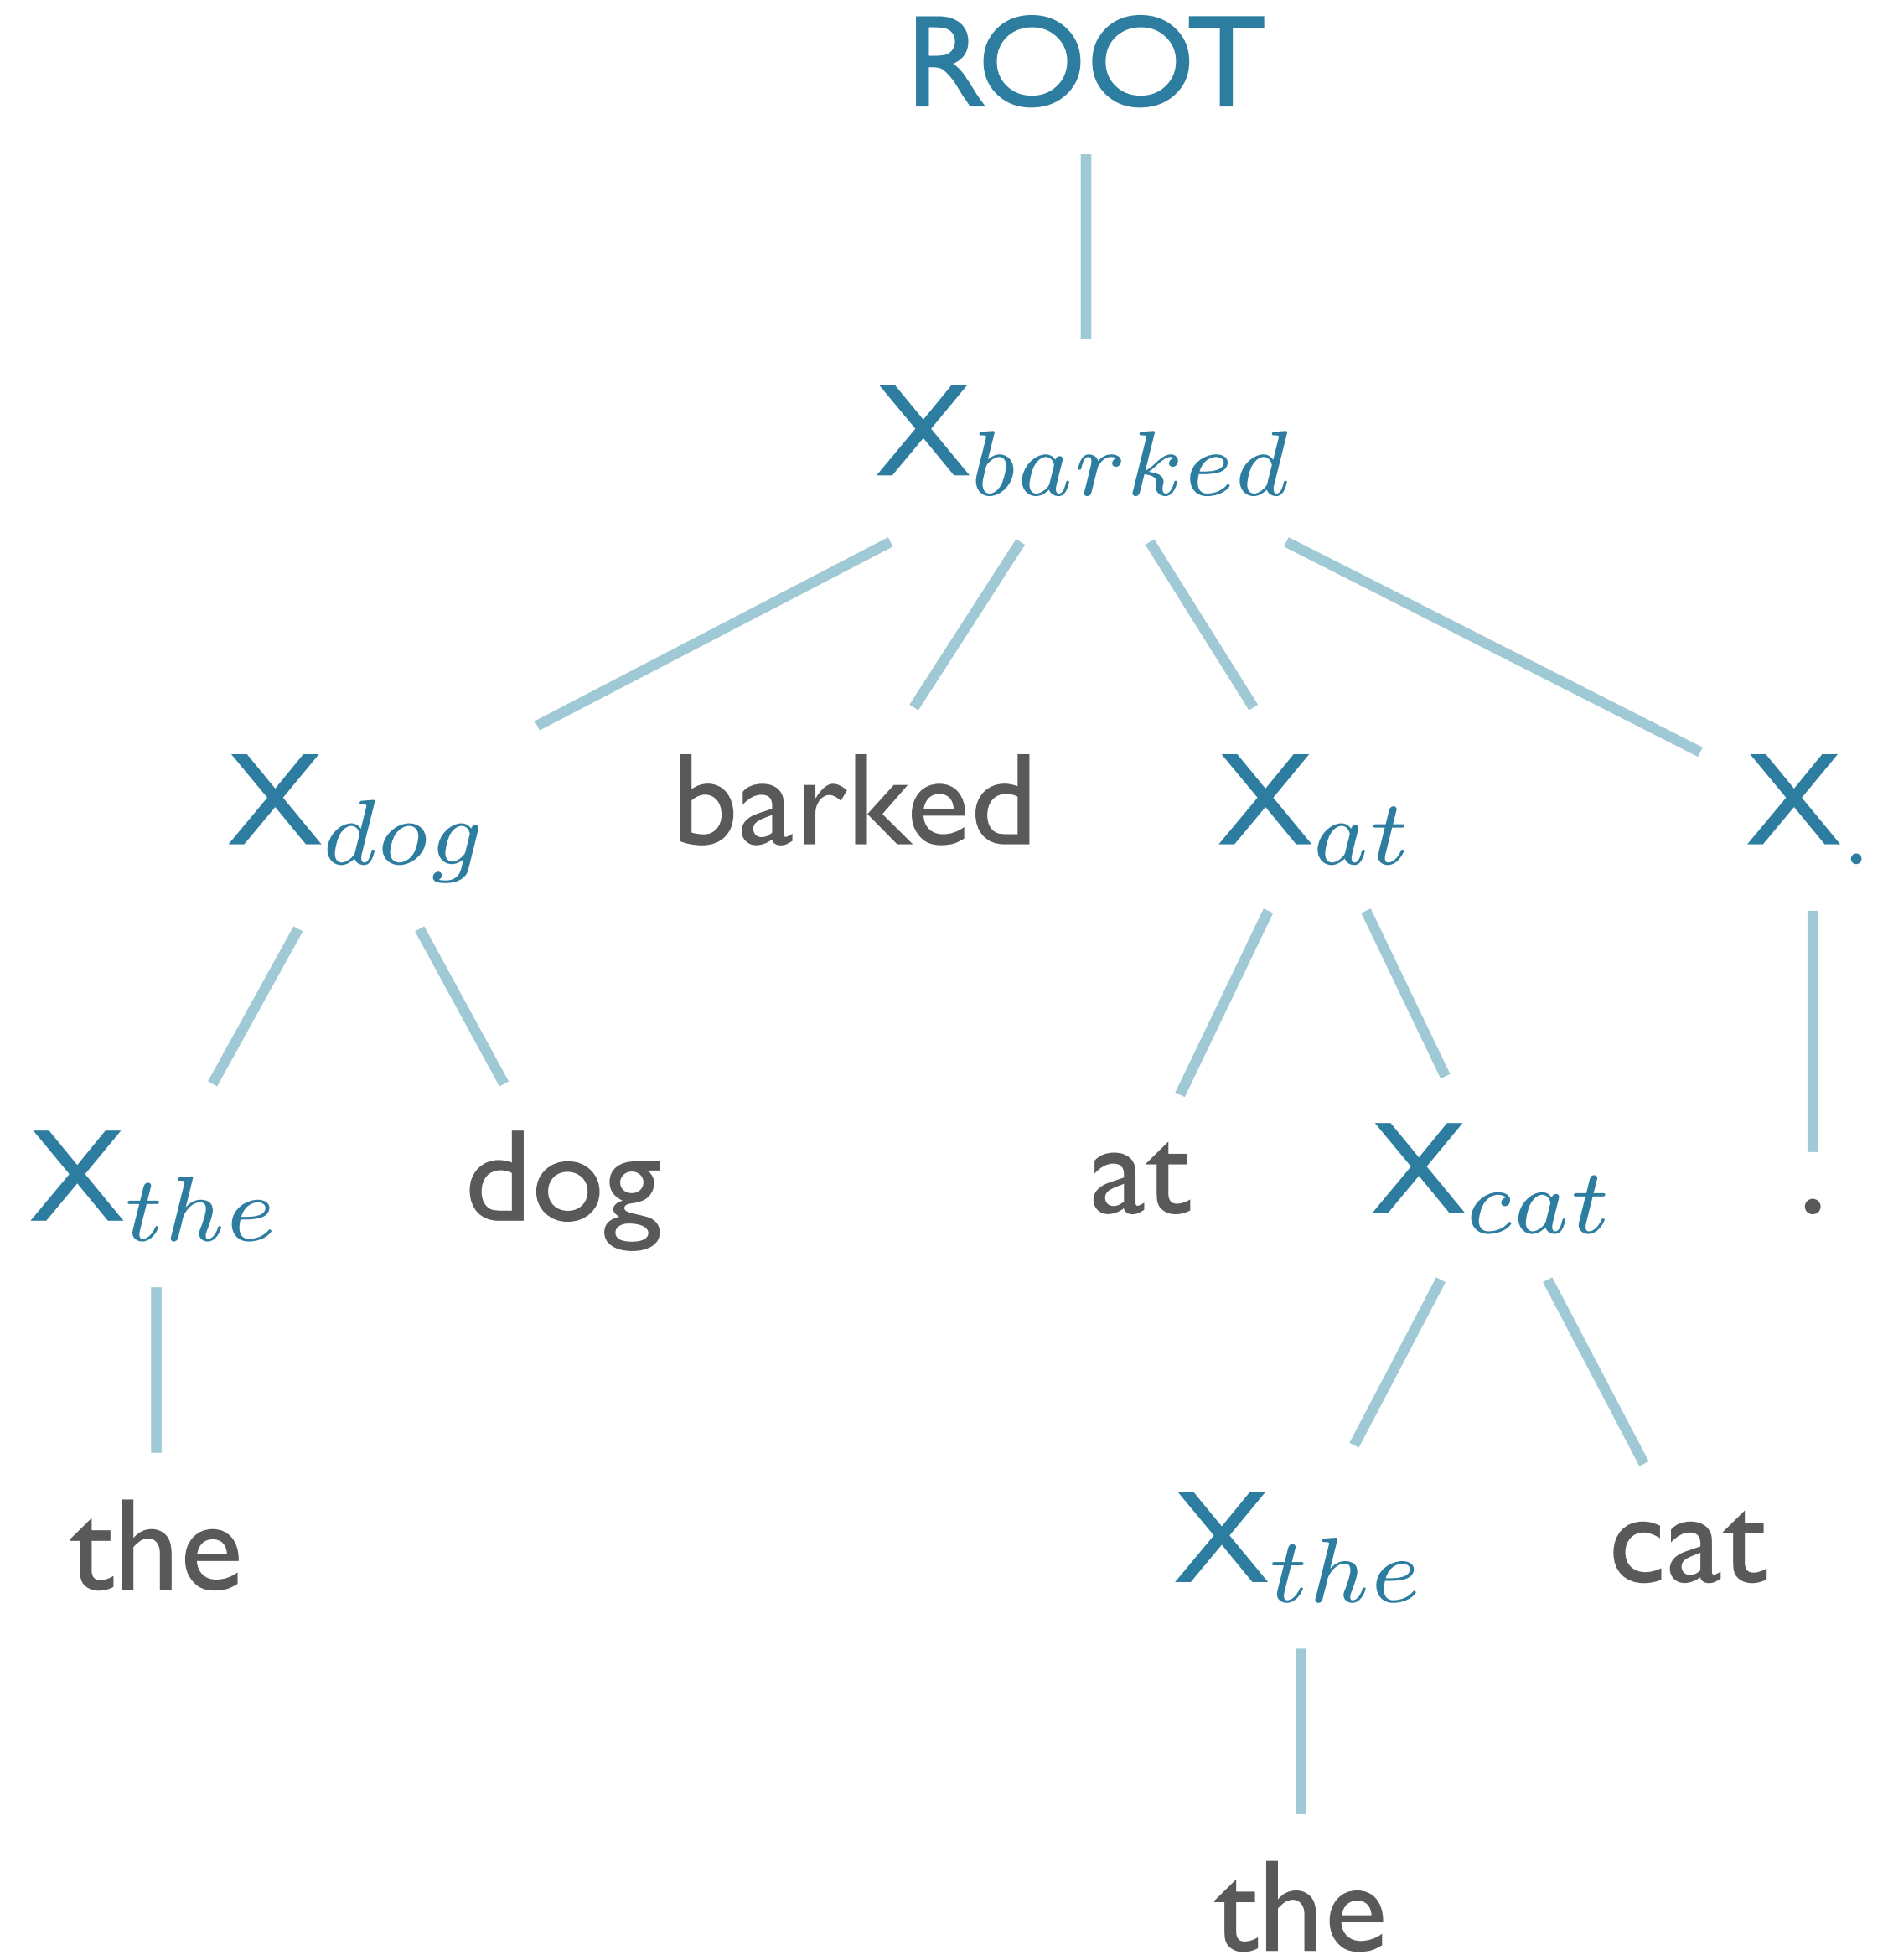 ROOT
X_barked
X_dog barked X_at X_.
X_the dog at X_cat .
the X_the cat
the